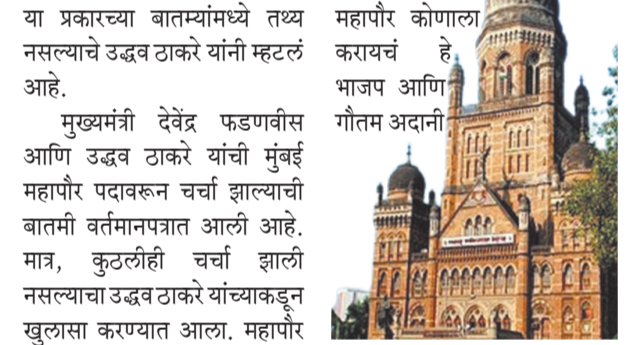 या प्रकारच्या बातम्यांमध्ये तथ्य
नसल्याचे उद्धव ठाकरे यांनी म्हटलं
आहे.
मुख्यमंत्री देवेंद्र फडणवीस
आणि उद्धव ठाकरे यांची मुंबई
महापौर पदावरून चर्चा झाल्याची
बातमी वर्तमानपत्रात आली आहे.
मात्र, कुठलीही चर्चा झाली
नसल्याचा उद्धव ठाकरे यांच्याकडून
खुलासा करण्यात आला. महापौर
महापौर कोणाला
करायचं हे
भाजप आणि
गौतम अदानी